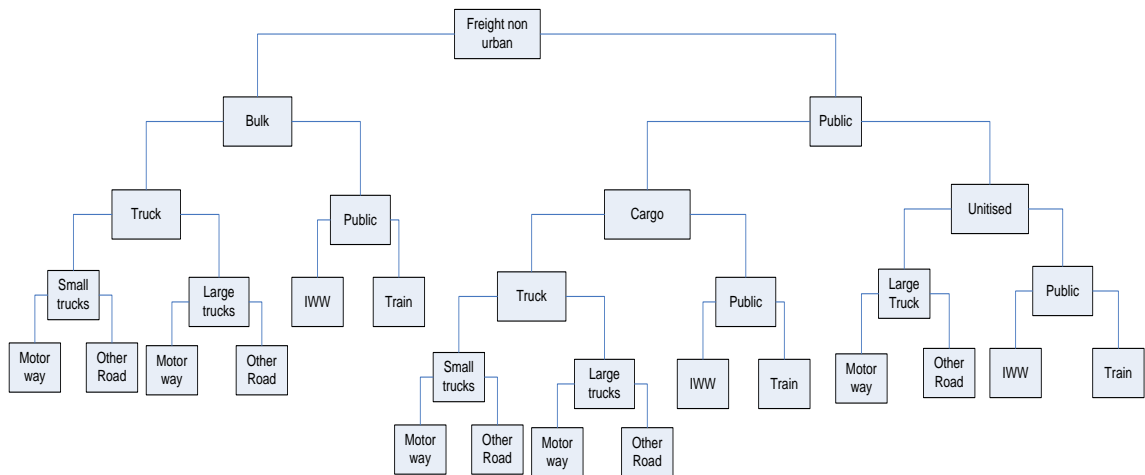 Freight non
urban
Bulk
Public
Truck
Public
Cargo
Unitised
Small
trucks
Large
trucks
IWW
Train
Truck
Public
Large
Truck
Public
Motor
way
Other
Road
Motor
way
Other
Road
Small
trucks
Large
trucks
IWW
Train
Motor
way
Other
Road
IWW
Train
Motor
way
Other
Road
Motor
way
Other
Road